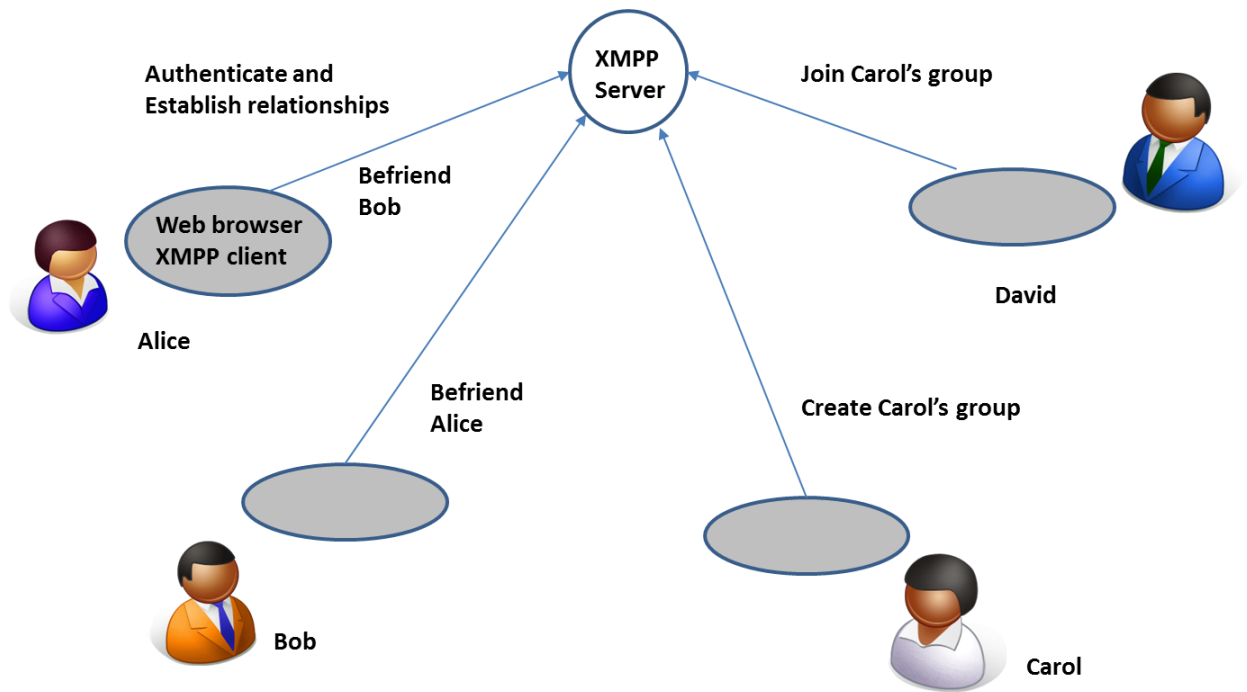 XMPP
Server
Authenticate and
Establish relationships
Join Carol’s group
Befriend
Bob
Web browser
XMPP client
David
Alice
Befriend
Alice
Create Carol’s group
Bob
Carol